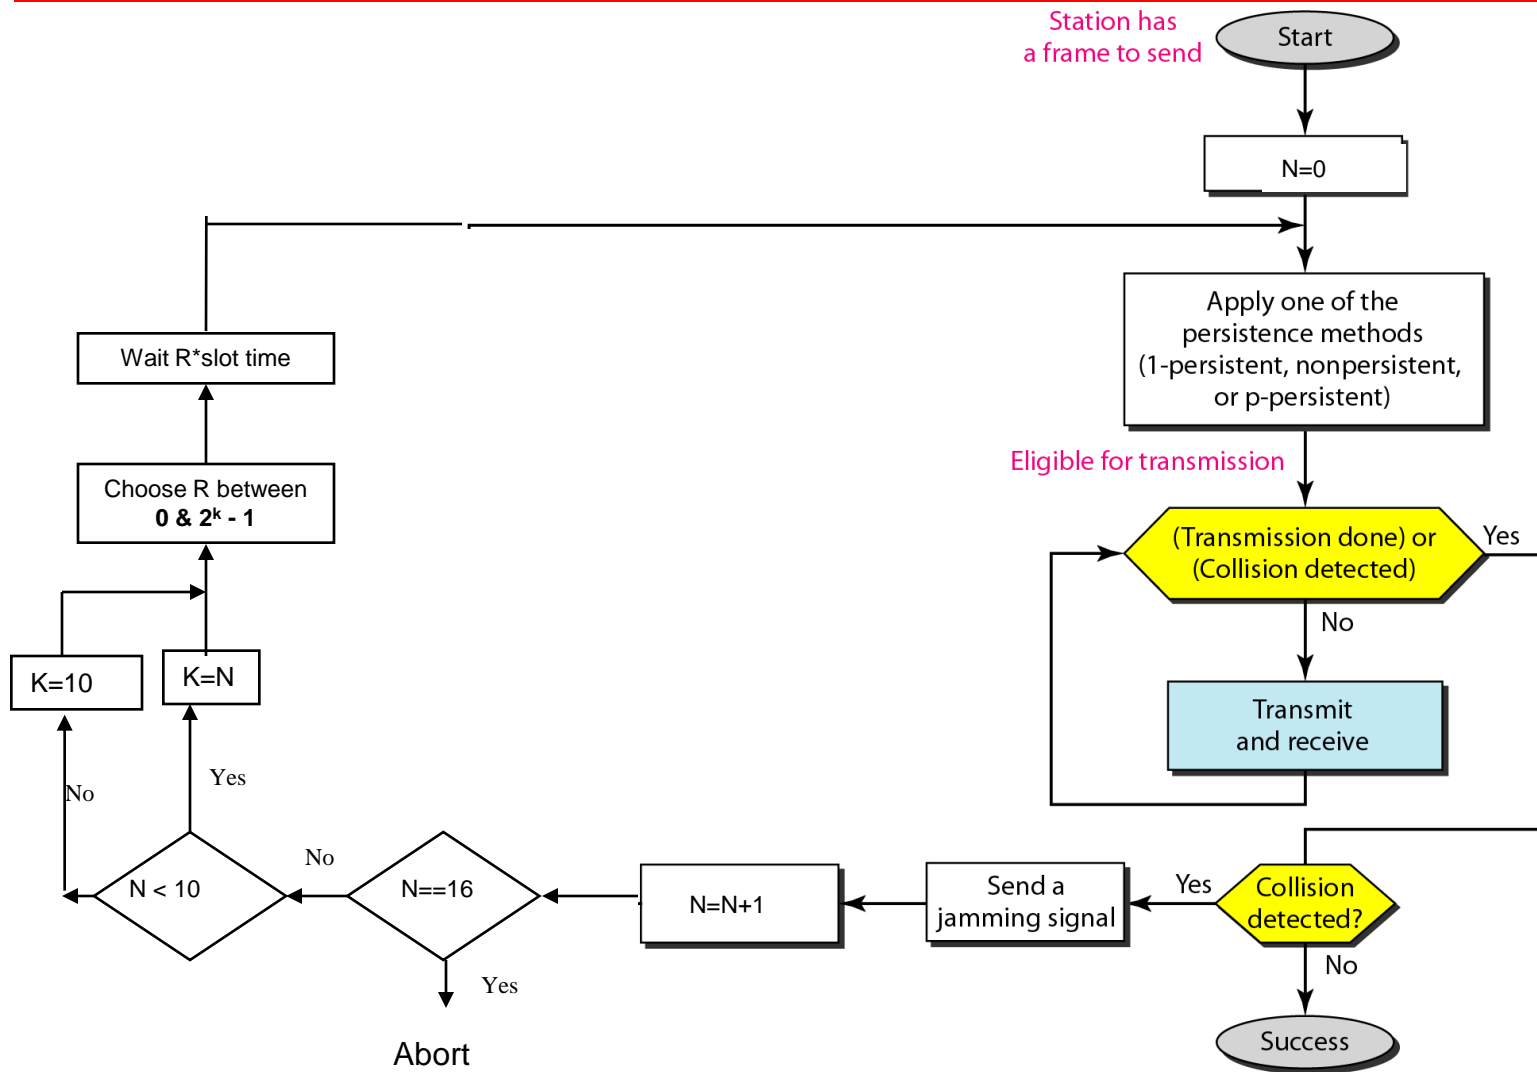 Station has
a frame to send
Start
N=0
Apply one of the
persistence methods
(1-persistent, nonpersistent,
or p-persistent)
Eligible for transmission
(Transmission done) or
(Collision detected)
Yes
No
Transmit
and receive
Collision
detected?
Yes
No
Success
Send a
jamming signal
N=N+1
N==16
No
Yes
Abort
N < 10
Yes
No
K=N
K=10
Choose R between
0 & 2ᵏ - 1
Wait R*slot time